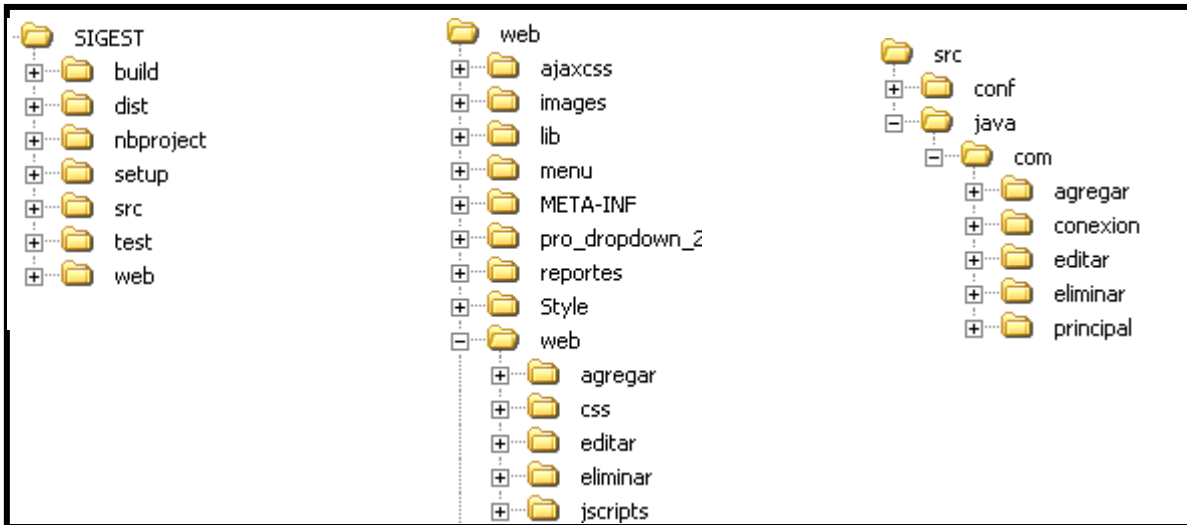 SIGEST
build
dist
nbproject
setup
src
test
web
web
ajaxcss
images
lib
menu
META-INF
pro_dropdown_2
reportes
Style
web
agregar
css
editar
eliminar
jscripts
src
conf
java
com
agregar
conexion
editar
eliminar
principal